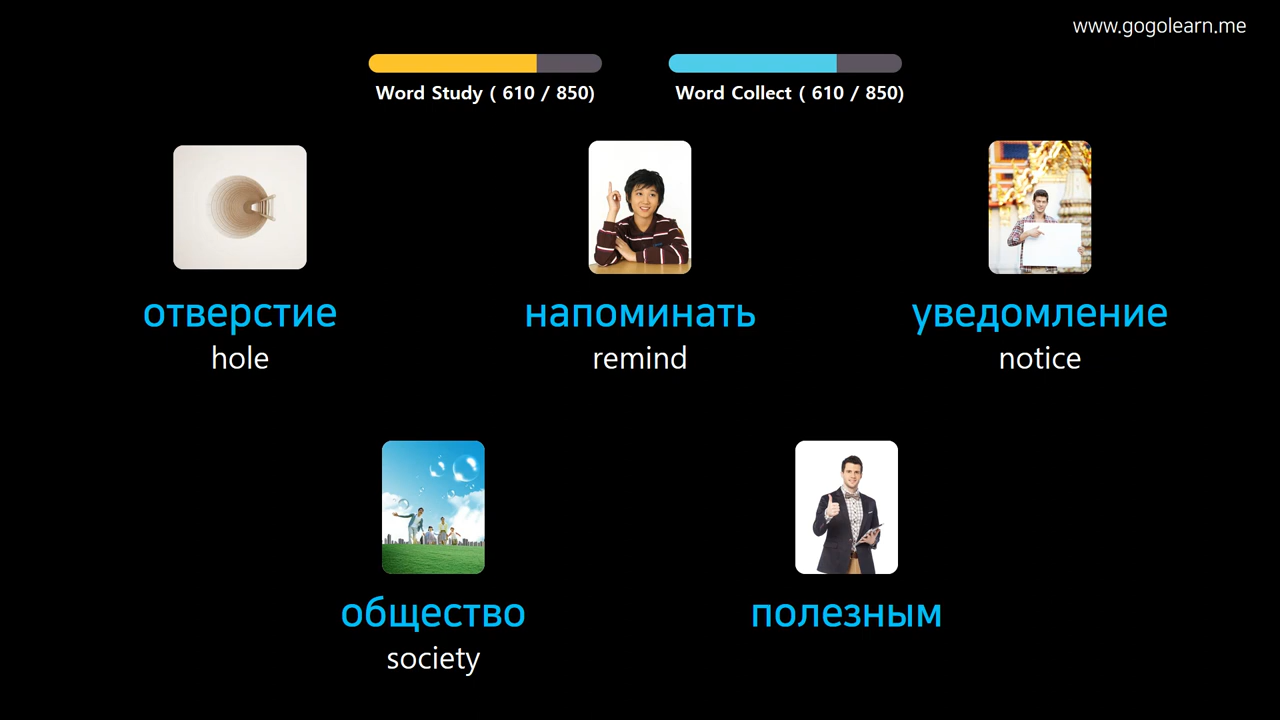 www.gogolearn.me
Word Study ( 610 / 850)
Word Collect ( 610 / 850)
отверстие
hole
напоминать
remind
уведомление
notice
общество
society
полезным